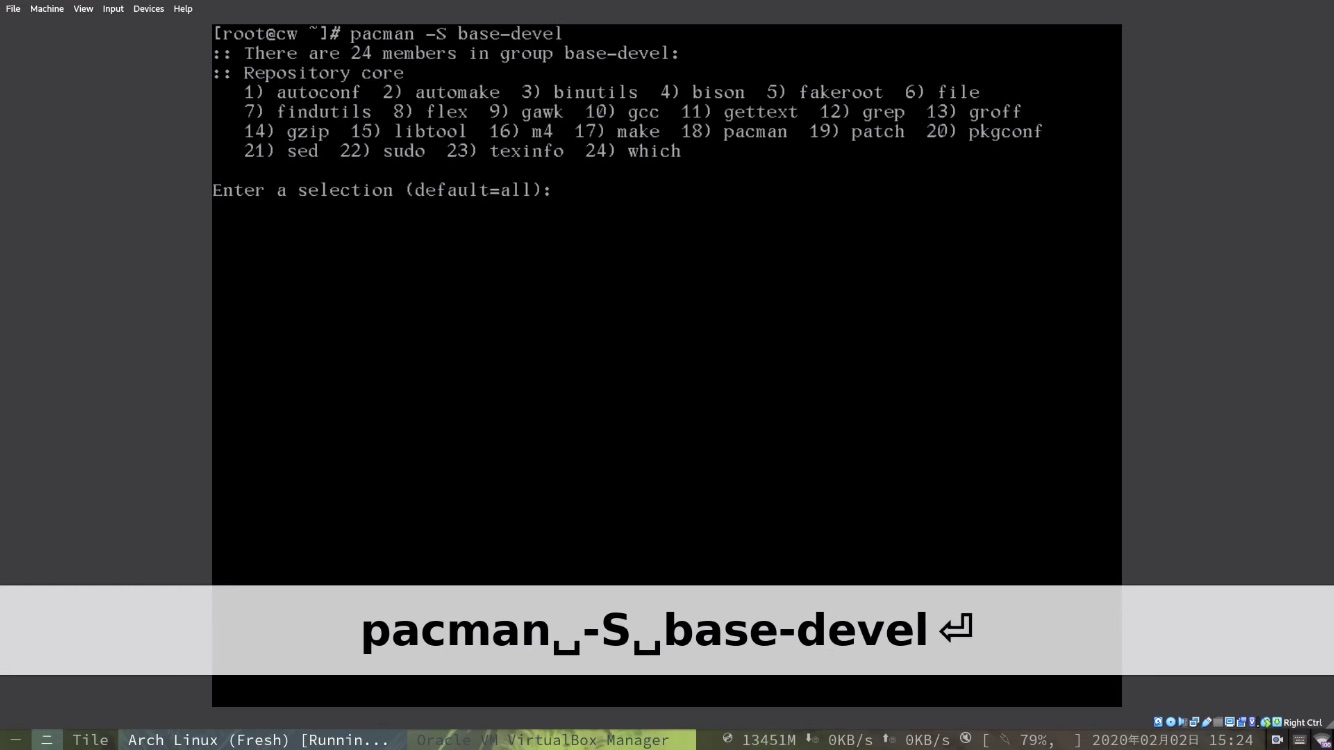 File Machine View Input Devices Help
[root@cw ~]# pacman -S base-devel
:: There are 24 members in group base-devel:
:: Repository core
   1) autoconf  2) automake  3) binutils  4) bison  5) fakeroot  6) file
   7) findutils  8) flex  9) gawk  10) gcc  11) gettext  12) grep  13) groff
   14) gzip  15) libtool  16) m4  17) make  18) pacman  19) patch  20) pkgconf
   21) sed  22) sudo  23) texinfo  24) which
Enter a selection (default=all):
pacman␣-S␣base-devel⏎
Right Ctrl
一 二 Tile Arch Linux (Fresh) [Runnin... Oracle VM VirtualBox Manager 13451M 0KB/s 0KB/s [ 79%, ] 2020年02月02日 15:24